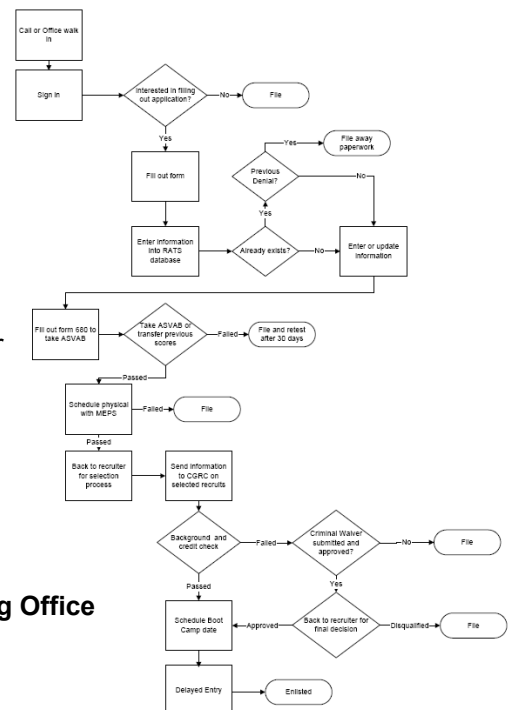 Call or Office walk
in
Sign in
Interested in filling
out application?
No
File
Yes
Fill out form
Enter information
into RATS
database
Already exists?
Yes
Previous
Denial?
Yes
File away
paperwork
No
No
Enter or update
information
Fill out form 680 to
take ASVAB
Take ASVAB or
transfer previous
scores
Failed
File and retest
after 30 days
Passed
Schedule physical
with MEPS
Failed
File
Passed
Back to recruiter
for selection
process
Send information
to CGRC on
selected recruits
Background and
credit check
Failed
Criminal Waiver
submitted and
approved?
No
File
Yes
Passed
Back to recruiter for
final decision
Disqualified
File
Approved
Schedule Boot
Camp date
Delayed Entry
Enlisted
g Office